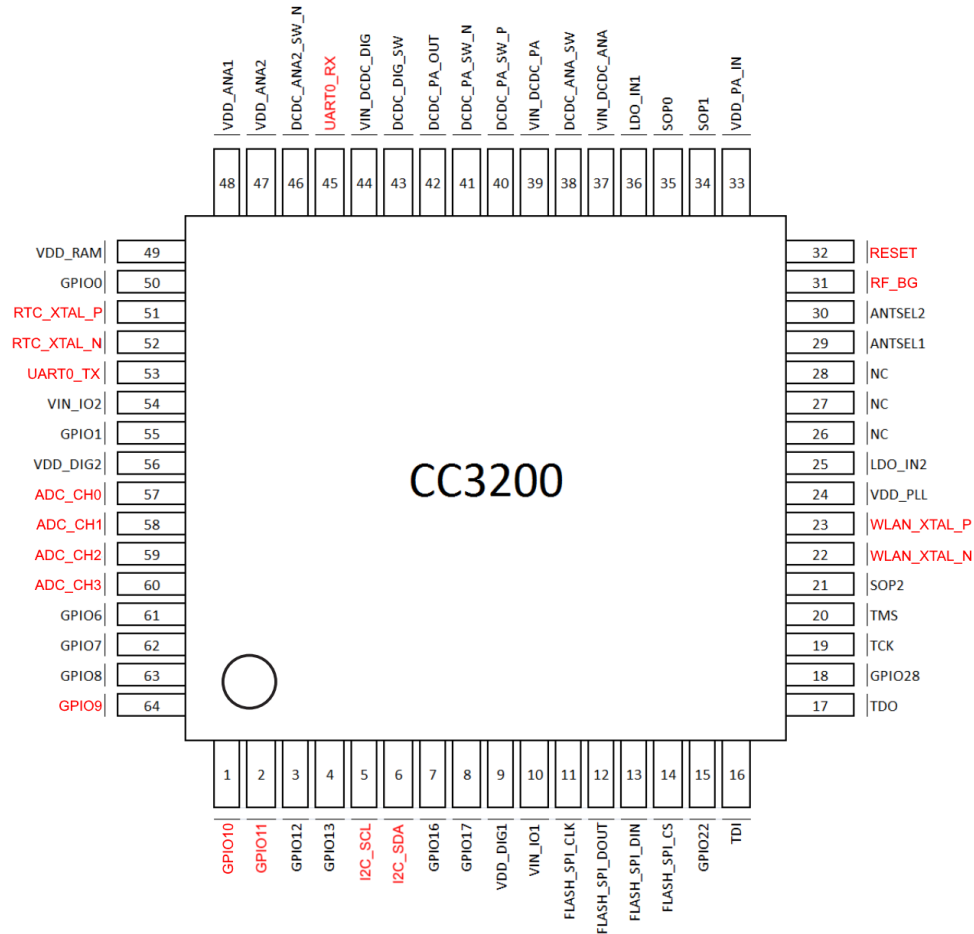 VDD_ANA1
VDD_ANA2
DCDC_ANA2_SW_N
UART0_RX
VIN_DCDC_DIG
DCDC_DIG_SW
DCDC_PA_OUT
DCDC_PA_SW_N
DCDC_PA_SW_P
VIN_DCDC_PA
DCDC_ANA_SW
VIN_DCDC_ANA
LDO_IN1
SOP0
SOP1
VDD_PA_IN
48 47 46 45 44 43 42 41 40 39 38 37 36 35 34 33
VDD_RAM 49
GPIO0 50
RTC_XTAL_P 51
RTC_XTAL_N 52
UART0_TX 53
VIN_IO2 54
GPIO1 55
VDD_DIG2 56
ADC_CH0 57
ADC_CH1 58
ADC_CH2 59
ADC_CH3 60
GPIO6 61
GPIO7 62
GPIO8 63
GPIO9 64
CC3200
32 RESET
31 RF_BG
30 ANTSEL2
29 ANTSEL1
28 NC
27 NC
26 NC
25 LDO_IN2
24 VDD_PLL
23 WLAN_XTAL_P
22 WLAN_XTAL_N
21 SOP2
20 TMS
19 TCK
18 GPIO28
17 TDO
1 2 3 4 5 6 7 8 9 10 11 12 13 14 15 16
GPIO10
GPIO11
GPIO12
GPIO13
I2C_SCL
I2C_SDA
GPIO16
GPIO17
VDD_DIG1
VIN_IO1
FLASH_SPI_CLK
FLASH_SPI_DOUT
FLASH_SPI_DIN
FLASH_SPI_CS
GPIO22
TDI